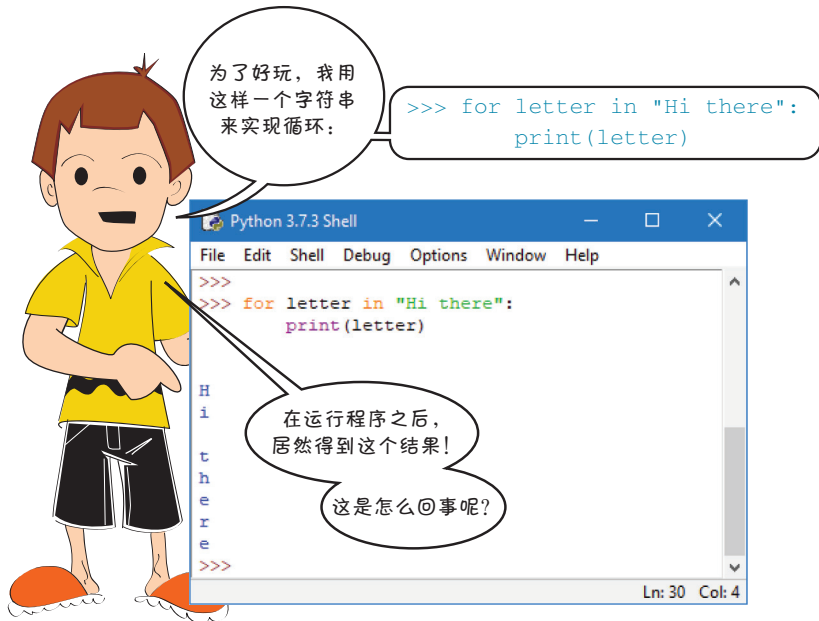 为了好玩，我用
这样一个字符串
来实现循环：
>>> for letter in "Hi there":
print(letter)
Python 3.7.3 Shell
File Edit Shell Debug Options Window Help
>>>
>>> for letter in "Hi there":
print(letter)
H
i
t
h
e
r
e
>>>
在运行程序之后，
居然得到这个结果！
这是怎么回事呢？
Ln: 30 Col: 4